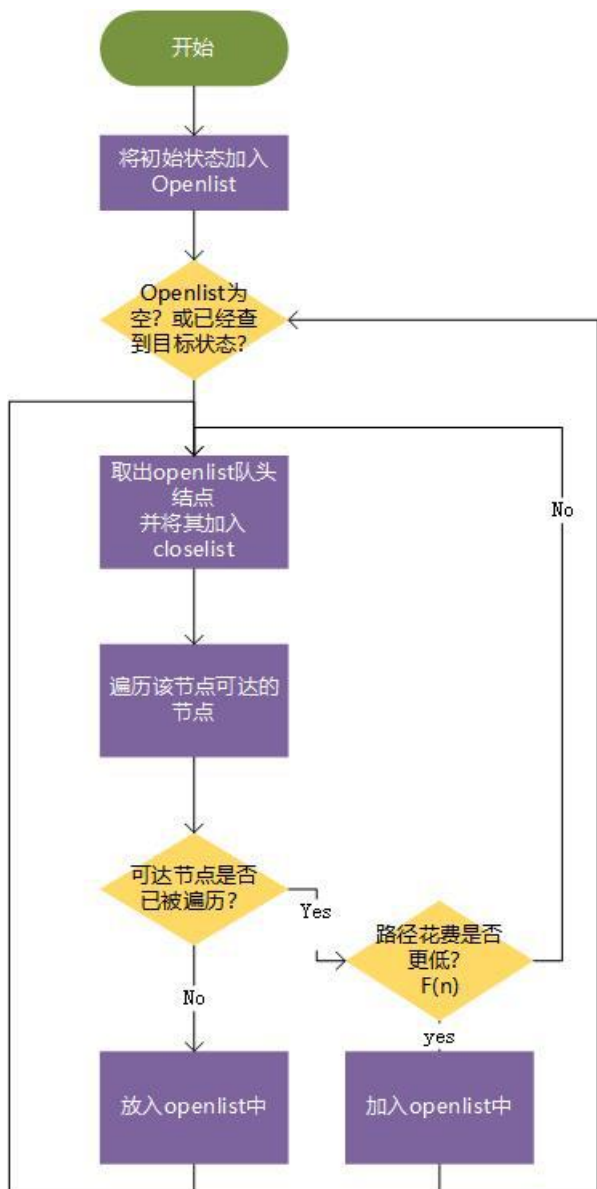 开始
将初始状态加入
Openlist
Openlist为
空？或已经查
到目标状态？
取出openlist队头
结点
并将其加入
closelist
No
遍历该节点可达的
节点
可达节点是否
已被遍历？
Yes
路径花费是否
更低？
F(n)
No
yes
放入openlist中
加入openlist中